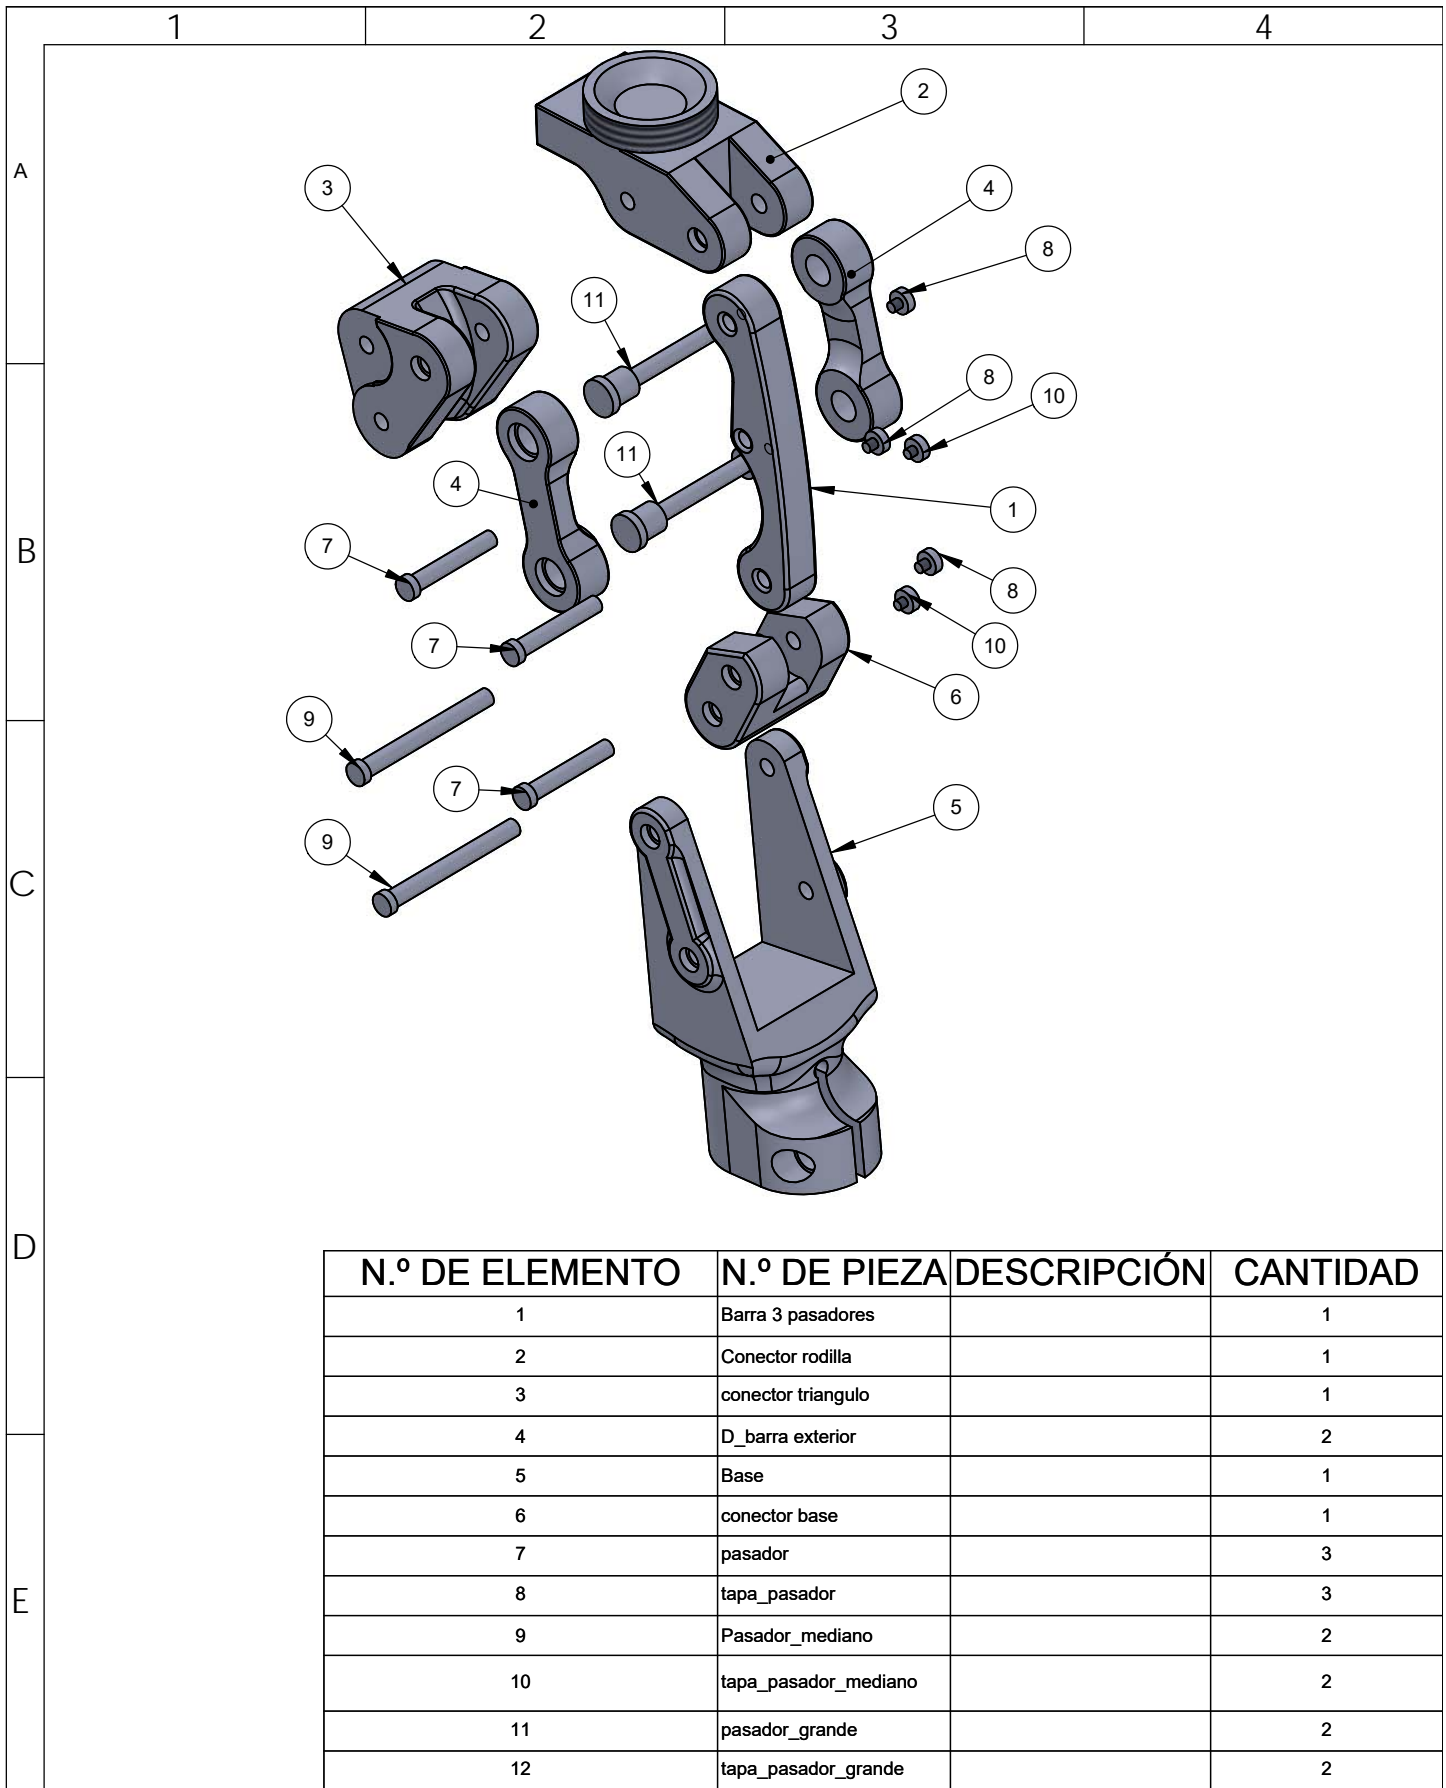 1 2 3 4
2
A
3 4
8
11
8
10
11
4
1
B
7
8
7
10
6
9
7
5
9
C
D
N.º DE ELEMENTO N.º DE PIEZA DESCRIPCIÓN CANTIDAD
1 Barra 3 pasadores 1
2 Conector rodilla 1
3 conector triangulo 1
4 D_barra exterior 2
5 Base 1
6 conector base 1
7 pasador 3
8 tapa_pasador 3
E
9 Pasador_mediano 2
10 tapa_pasador_mediano 2
11 pasador_grande 2
12 tapa_pasador_grande 2